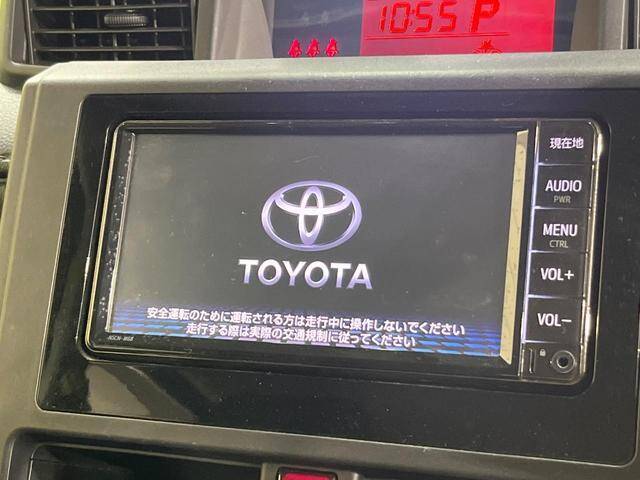 10:55 P
現在地
AUDIO
PWR
MENU
CTRL
VOL+
VOL-
TOYOTA
安全運転のために運転される方は走行中に操作しないでください
走行する際は実際の交通規制に従ってください